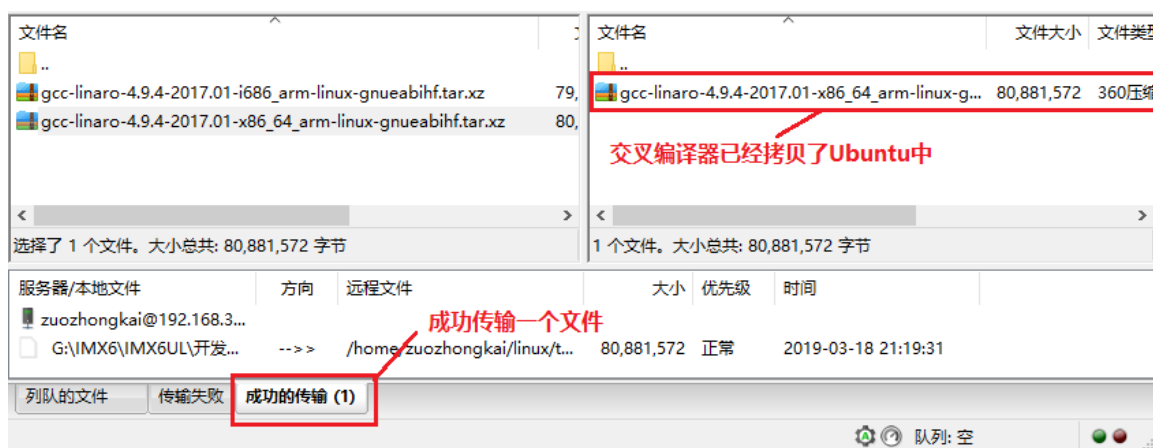 文件名
..
gcc-linaro-4.9.4-2017.01-i686_arm-linux-gnueabihf.tar.xz 79,
gcc-linaro-4.9.4-2017.01-x86_64_arm-linux-gnueabihf.tar.xz 80,
选择了 1 个文件。大小总共: 80,881,572 字节
文件名 文件大小 文件类型
..
gcc-linaro-4.9.4-2017.01-x86_64_arm-linux-g... 80,881,572 360压缩
交叉编译器已经拷贝了Ubuntu中
1 个文件。大小总共: 80,881,572 字节
服务器/本地文件 方向 远程文件 大小 优先级 时间
zuozhongkai@192.168.3...
成功传输一个文件
G:\IMX6\IMX6UL\开发... -->> /home/zuozhongkai/linux/t... 80,881,572 正常 2019-03-18 21:19:31
列队的文件 传输失败 成功的传输 (1)
队列: 空